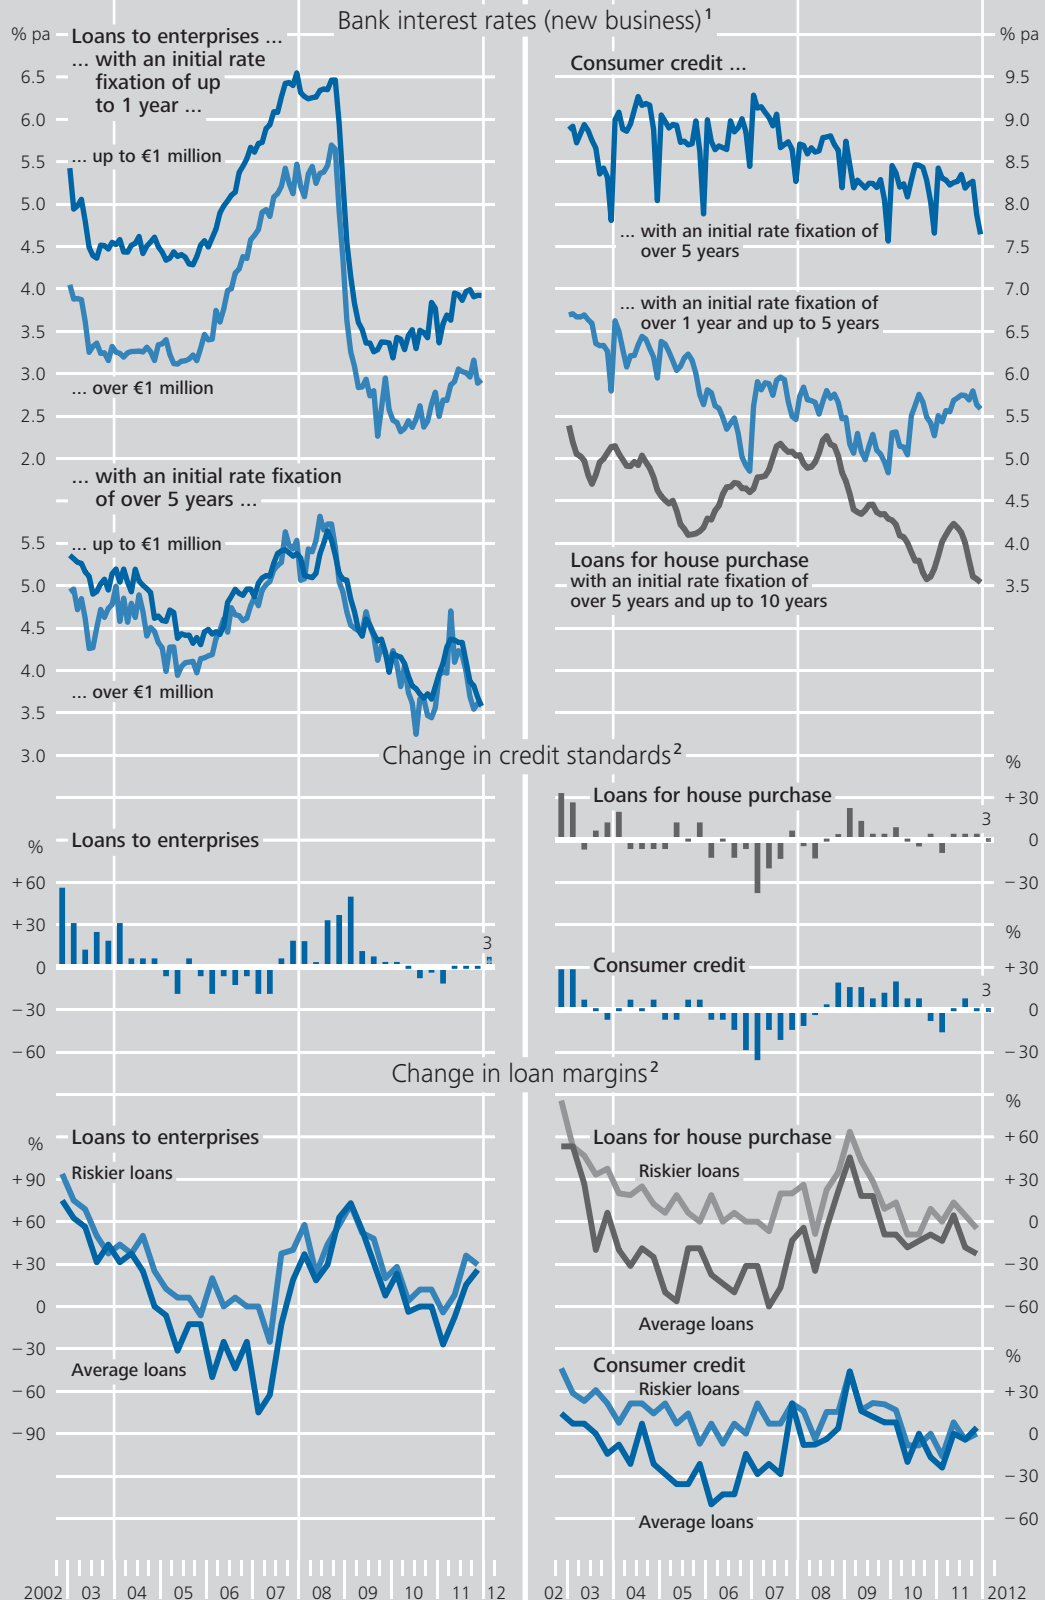 Bank interest rates (new business)¹
% pa
Loans to enterprises ...
... with an initial rate
fixation of up
to 1 year ...
6.5
6.0
... up to €1 million
5.5
5.0
4.5
4.0
3.5
3.0
... over €1 million
2.5
2.0
... with an initial rate fixation
of over 5 years ...
... up to €1 million
5.5
5.0
4.5
4.0
... over €1 million
3.5
3.0
% pa
Consumer credit ...
9.5
9.0
8.5
8.0
... with an initial rate fixation of
over 5 years
7.5
7.0
... with an initial rate fixation of
over 1 year and up to 5 years
6.5
6.0
5.5
5.0
4.5
4.0
Loans for house purchase
with an initial rate fixation of
over 5 years and up to 10 years
3.5
Change in credit standards²
%
Loans to enterprises
+60
+30
3
0
−30
−60
%
Loans for house purchase
+30
3
0
−30
%
Consumer credit
+30
3
0
−30
Change in loan margins²
%
Loans to enterprises
Riskier loans
+90
+60
+30
0
−30
Average loans
−60
−90
%
Loans for house purchase
+60
Riskier loans
+30
0
−30
−60
Average loans
%
Consumer credit
Riskier loans
+30
0
−30
Average loans
−60
2002 03 04 05 06 07 08 09 10 11 12
02 03 04 05 06 07 08 09 10 11 2012